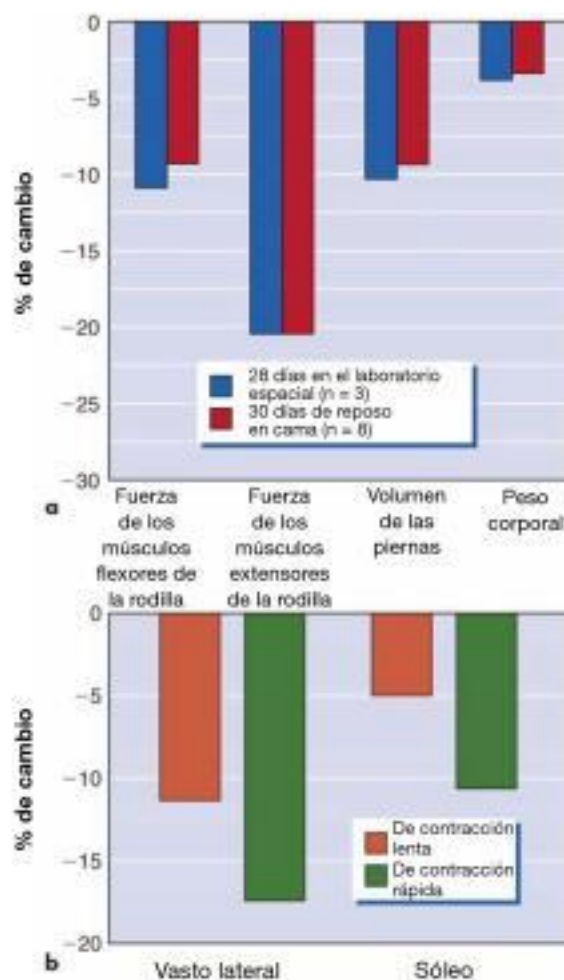 0
−5
−10
−15
−20
−25
−30
% de cambio
28 días en el laboratorio
espacial (n = 3)
30 días de reposo
en cama (n = 8)
a
Fuerza
de los
músculos
flexores de
la rodilla
Fuerza
de los
músculos
extensores
de la rodilla
Volumen
de las
piernas
Peso
corporal
0
−5
−10
−15
−20
% de cambio
De contracción
lenta
De contracción
rápida
b
Vasto lateral
Sóleo